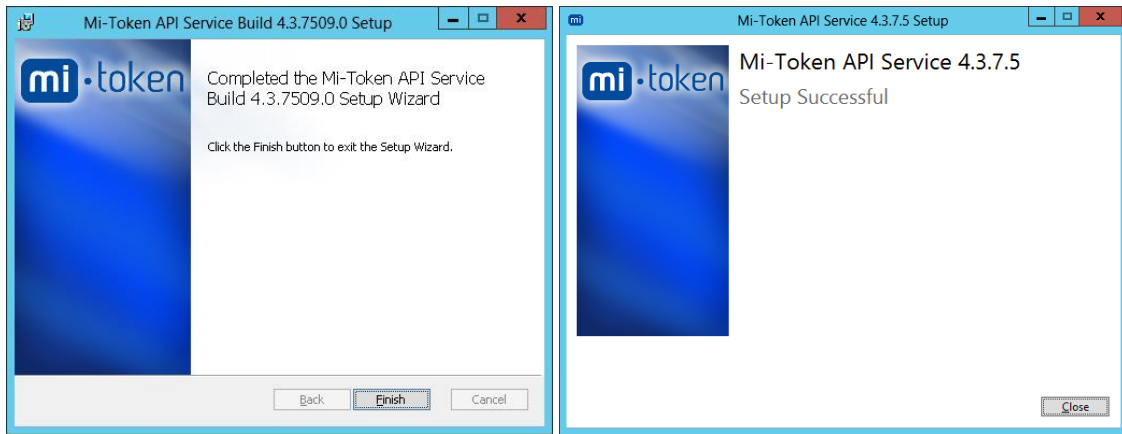 Mi-Token API Service Build 4.3.7509.0 Setup
mi·token
Completed the Mi-Token API Service
Build 4.3.7509.0 Setup Wizard
Click the Finish button to exit the Setup Wizard.
Back Finish Cancel
mi
Mi-Token API Service 4.3.7.5 Setup
mi·token
Mi-Token API Service 4.3.7.5
Setup Successful
Close